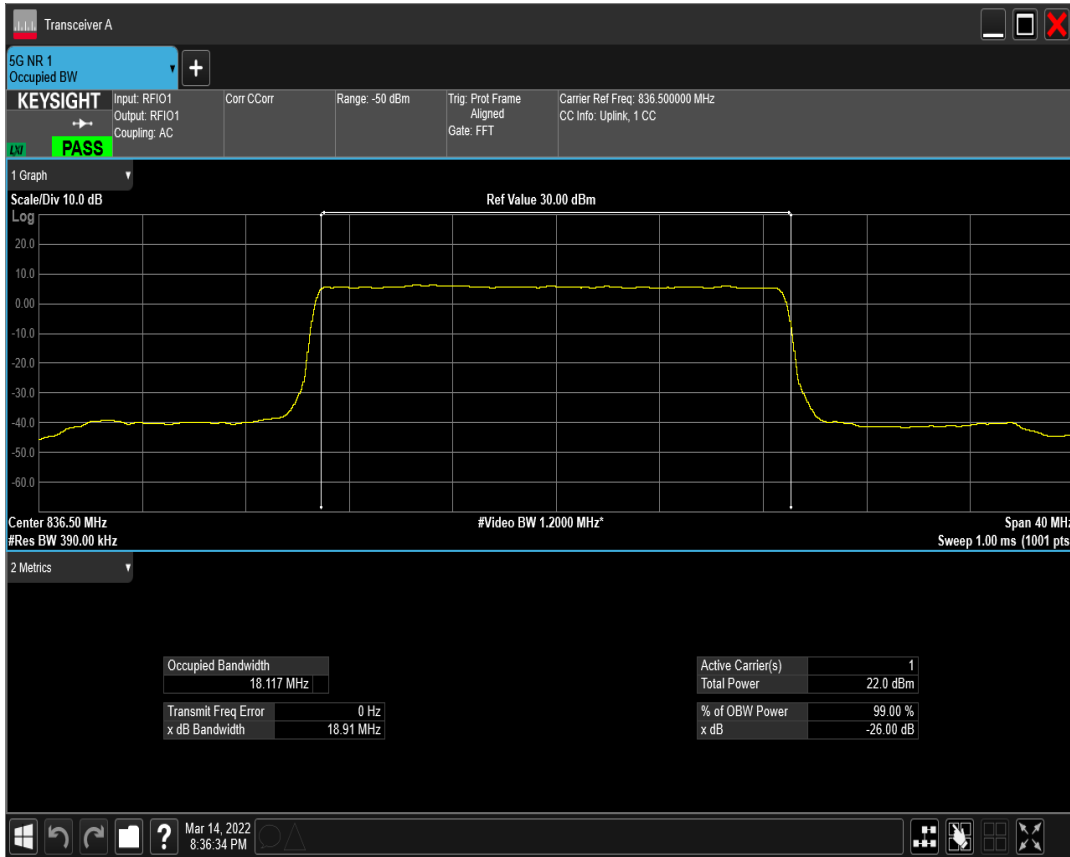 Transceiver A
5G NR 1
Occupied BW
+
KEYSIGHT
LXI
PASS
Input: RFIO1
Output: RFIO1
Coupling: AC
Corr CCorr
Range: -50 dBm
Trig: Prot Frame
Aligned
Gate: FFT
Carrier Ref Freq: 836.500000 MHz
CC Info: Uplink, 1 CC
1 Graph
Scale/Div 10.0 dB
Ref Value 30.00 dBm
Log
20.0
10.0
0.00
-10.0
-20.0
-30.0
-40.0
-50.0
-60.0
Center 836.50 MHz
#Video BW 1.2000 MHz*
Span 40 MHz
#Res BW 390.00 kHz
Sweep 1.00 ms (1001 pts
2 Metrics
Occupied Bandwidth
18.117 MHz
Transmit Freq Error 0 Hz
x dB Bandwidth 18.91 MHz
Active Carrier(s) 1
Total Power 22.0 dBm
% of OBW Power 99.00 %
x dB -26.00 dB
?
Mar 14, 2022
8:36:34 PM